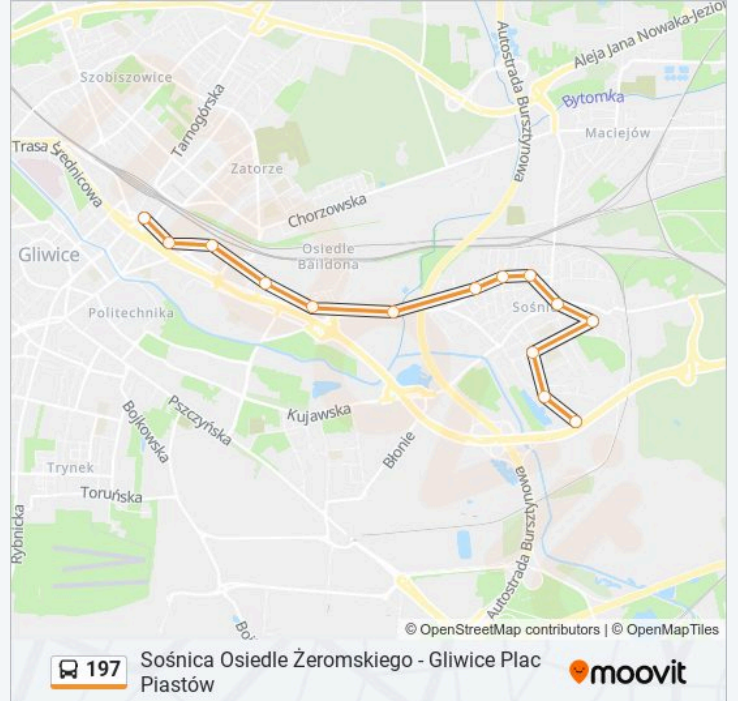 Autostrada Bursztynowa
Aleja Jana Nowaka-Jezior
Szobiszowice
Bytomka
Tarnogórska
Maciejów
Trasa Średnicowa
Zatorze
Chorzowska
Gliwice
Osiedle
Baildona
Politechnika
Sośni
Bojkowska
Pszczyńska
Kujawska
Błonie
Trynek
Toruńska
Rybnicka
Autostrada Bursztynowa
Boj
© OpenStreetMap contributors | © OpenMapTiles
197
Sośnica Osiedle Żeromskiego - Gliwice Plac
Piastów
moovit